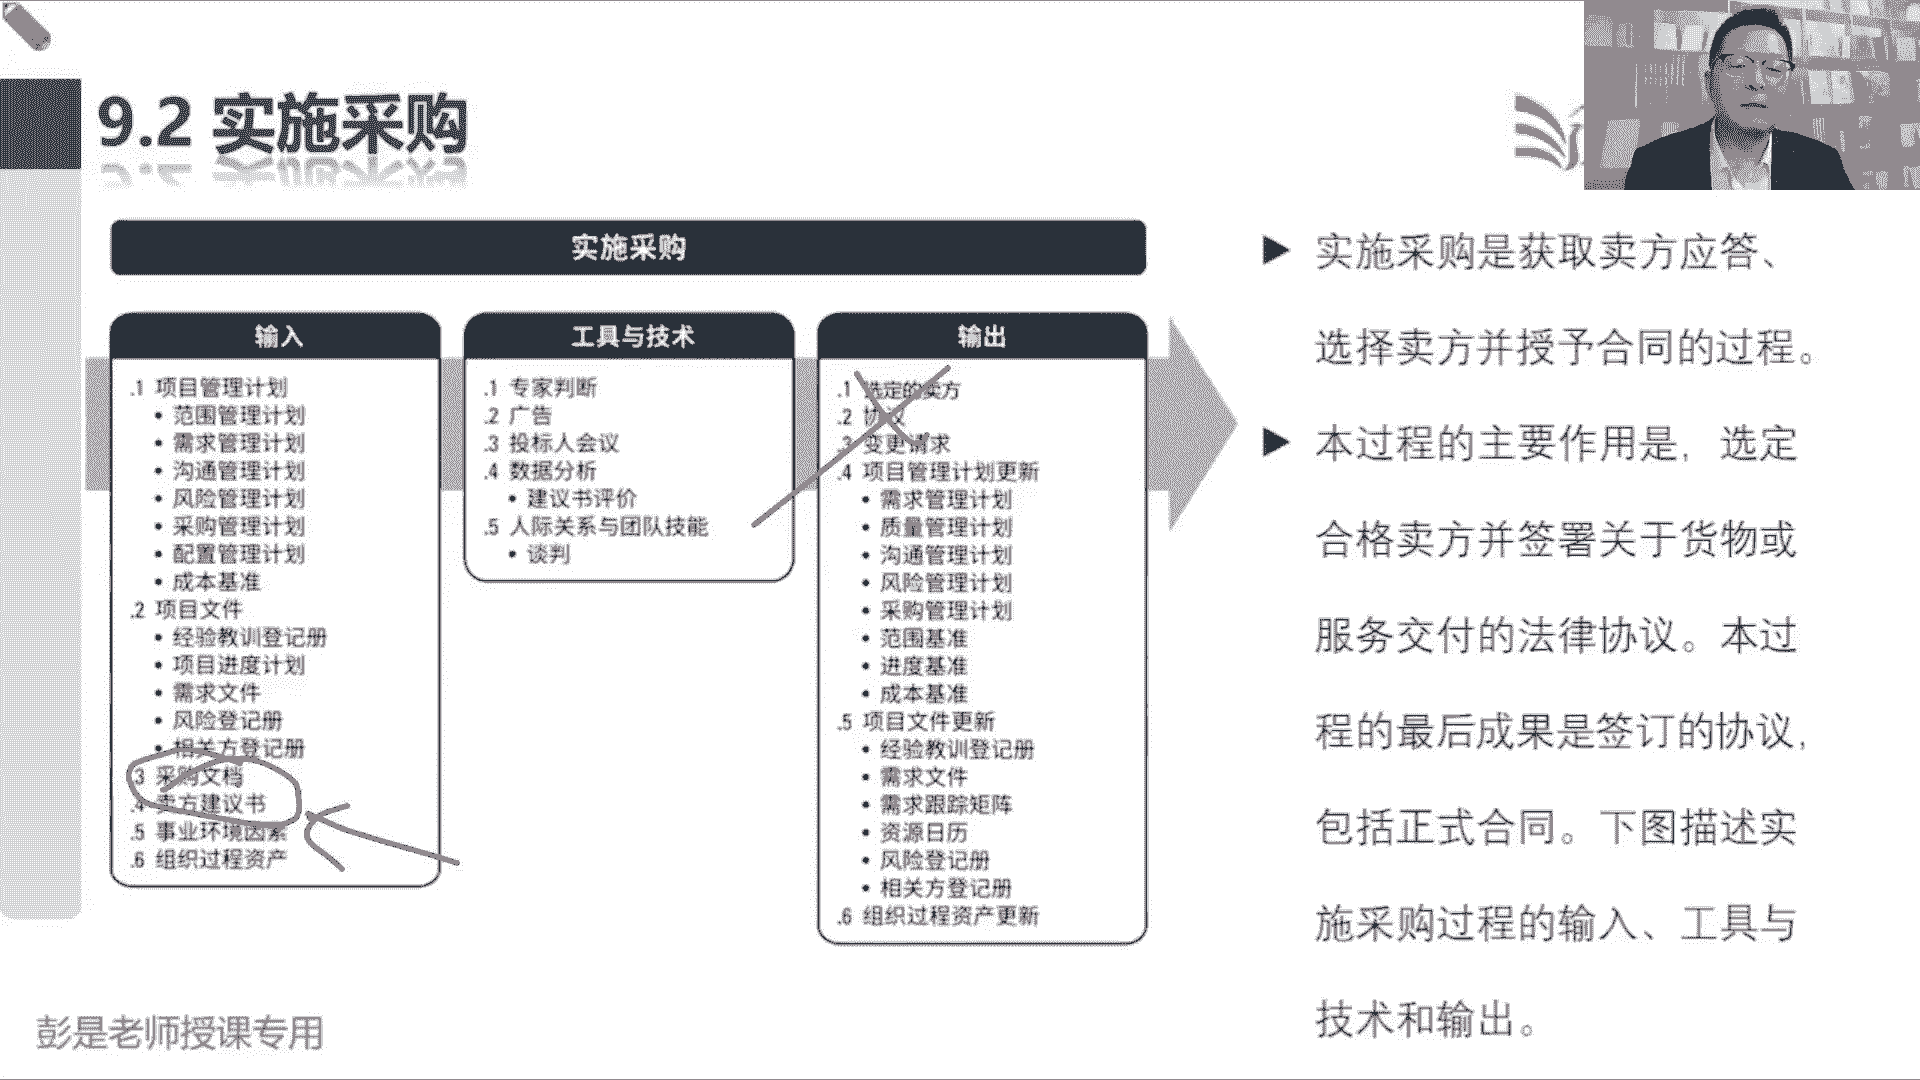 9.2 实施采购
实施采购
输入
.1 项目管理计划
• 范围管理计划
• 需求管理计划
• 沟通管理计划
• 风险管理计划
• 采购管理计划
• 配置管理计划
• 成本基准
.2 项目文件
• 经验教训登记册
• 项目进度计划
• 需求文件
• 风险登记册
• 相关方登记册
.3 采购文档
.4 卖方建议书
.5 事业环境因素
.6 组织过程资产
工具与技术
.1 专家判断
.2 广告
.3 投标人会议
.4 数据分析
• 建议书评价
.5 人际关系与团队技能
• 谈判
输出
.1 选定的卖方
.2 协议
.3 变更请求
.4 项目管理计划更新
• 需求管理计划
• 质量管理计划
• 沟通管理计划
• 风险管理计划
• 采购管理计划
• 范围基准
• 进度基准
• 成本基准
.5 项目文件更新
• 经验教训登记册
• 需求文件
• 需求跟踪矩阵
• 资源日历
• 风险登记册
• 相关方登记册
.6 组织过程资产更新
实施采购是获取卖方应答、
选择卖方并授予合同的过程。
本过程的主要作用是，选定
合格卖方并签署关于货物或
服务交付的法律协议。本过
程的最后成果是签订的协议，
包括正式合同。下图描述实
施采购过程的输入、工具与
技术和输出。
彭是老师授课专用